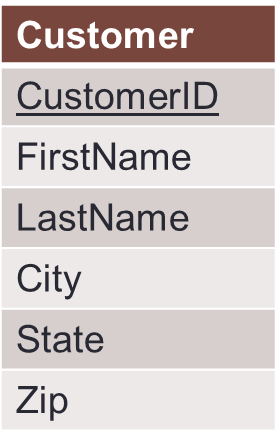 Customer
CustomerID
FirstName
LastName
City
State
Zip